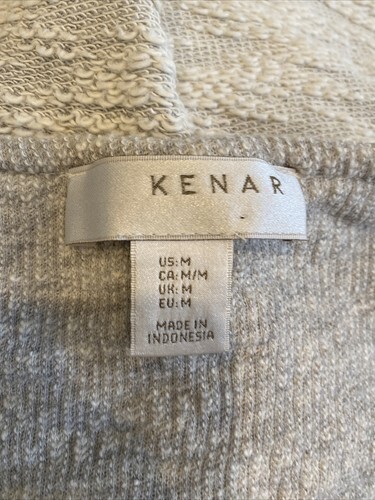 KENAR
US:M
CA:M/M
UK:M
EU:M
MADE IN
INDONESIA